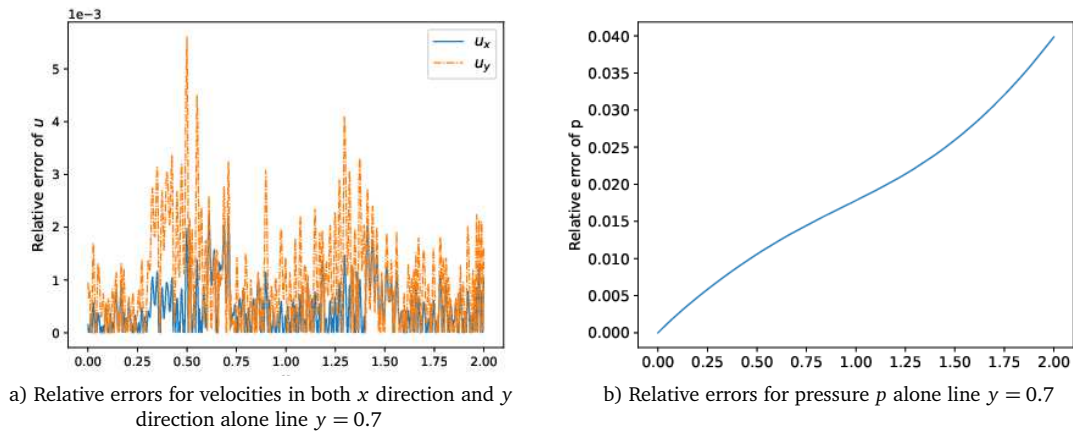 1e−3
5
4
3
2
1
0
Relative error of u
u_x
u_y
0.00 0.25 0.50 0.75 1.00 1.25 1.50 1.75 2.00
a) Relative errors for velocities in both x direction and y
direction alone line y = 0.7
0.040
0.035
0.030
0.025
0.020
0.015
0.010
0.005
0.000
Relative error of p
0.00 0.25 0.50 0.75 1.00 1.25 1.50 1.75 2.00
b) Relative errors for pressure p alone line y = 0.7